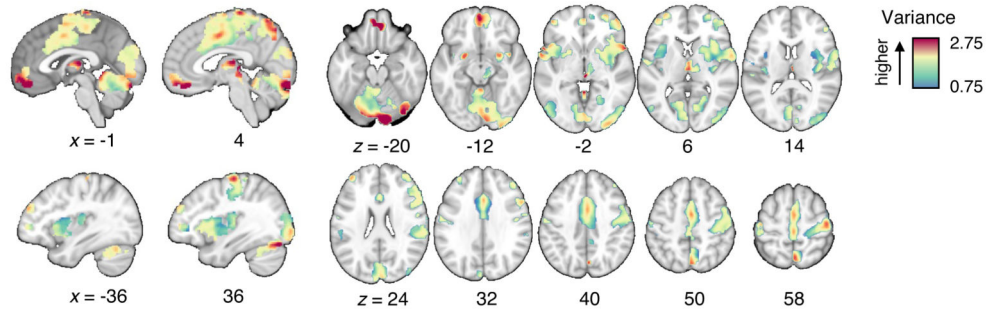 x = -1
4
z = -20
-12
-2
6
14
Variance
higher
2.75
0.75
x = -36
36
z = 24
32
40
50
58